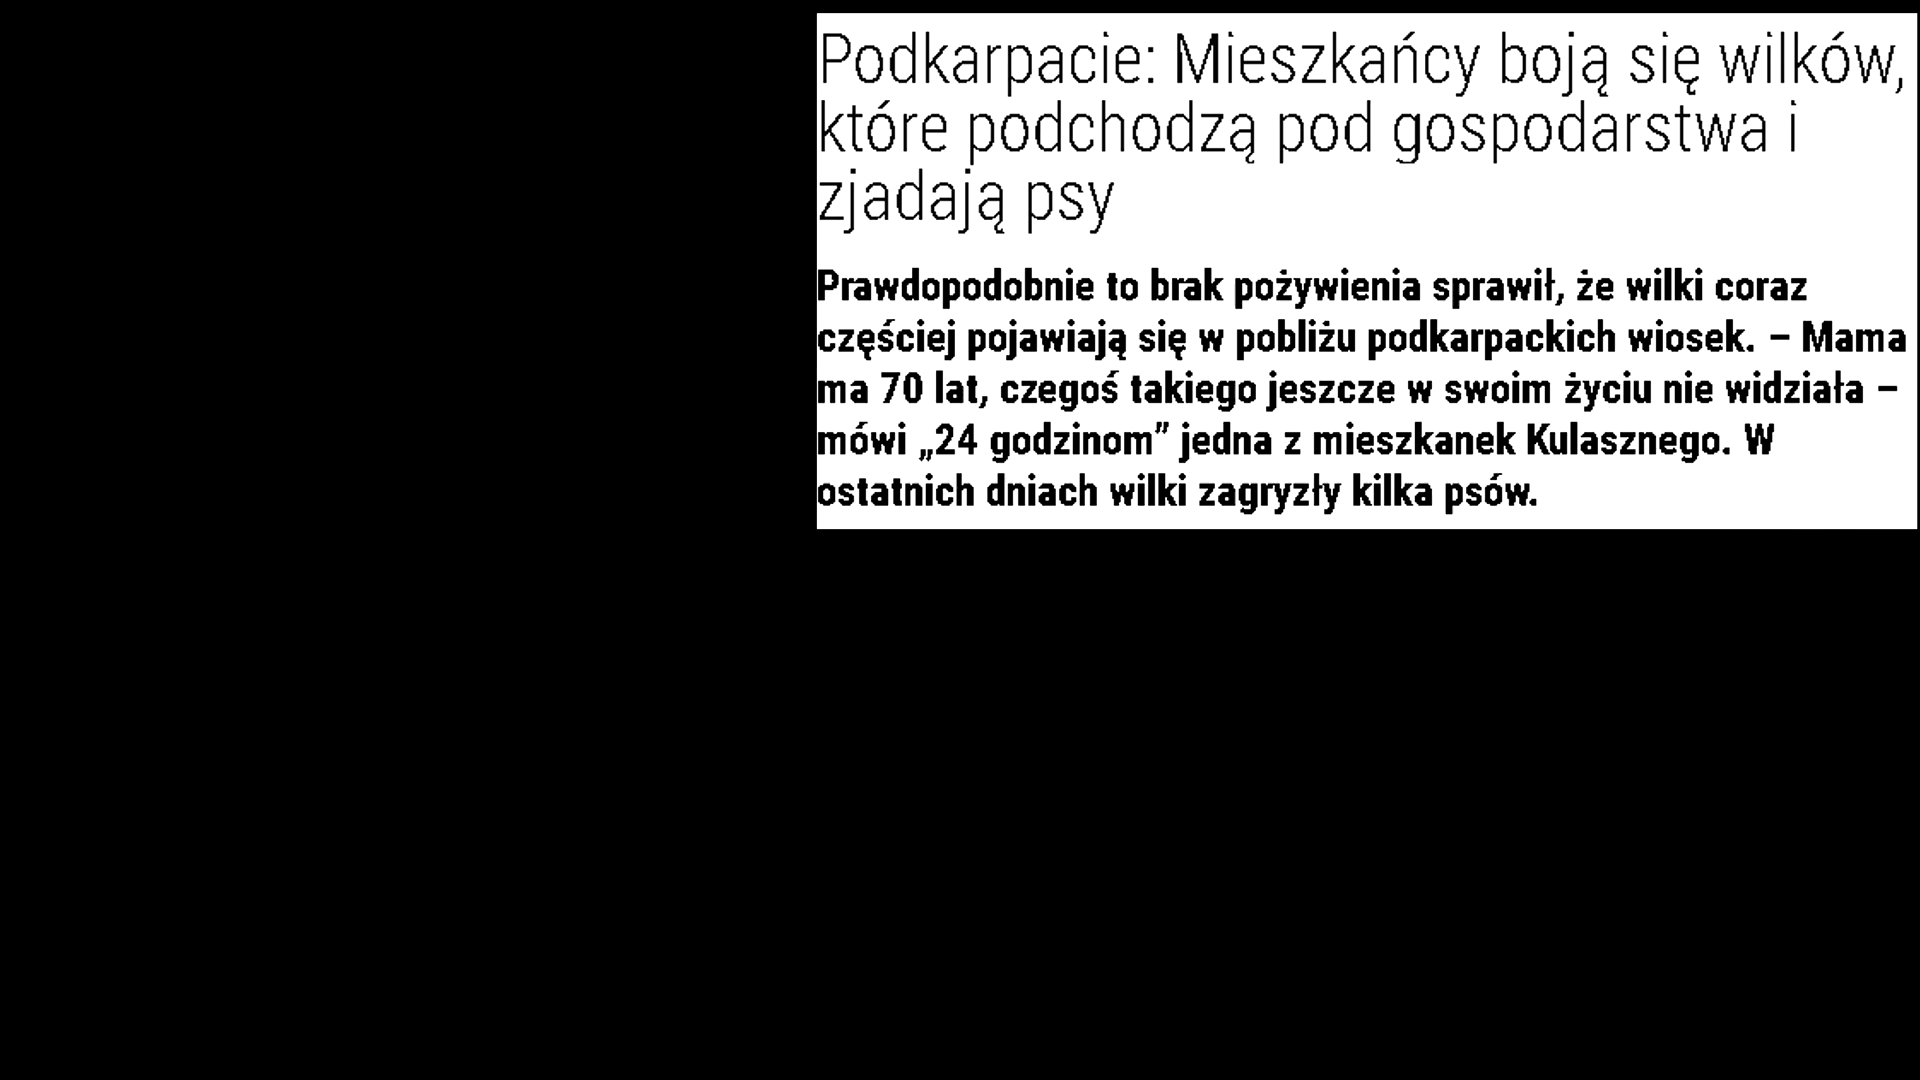 Podkarpacie: Mieszkańcy boją się wilków,
które podchodzą pod gospodarstwa i
zjadają psy
Prawdopodobnie to brak pożywienia sprawił, że wilki coraz
częściej pojawiają się w pobliżu podkarpackich wiosek. – Mama
ma 70 lat, czegoś takiego jeszcze w swoim życiu nie widziała –
mówi „24 godzinom” jedna z mieszkanek Kulasznego. W
ostatnich dniach wilki zagryzły kilka psów.